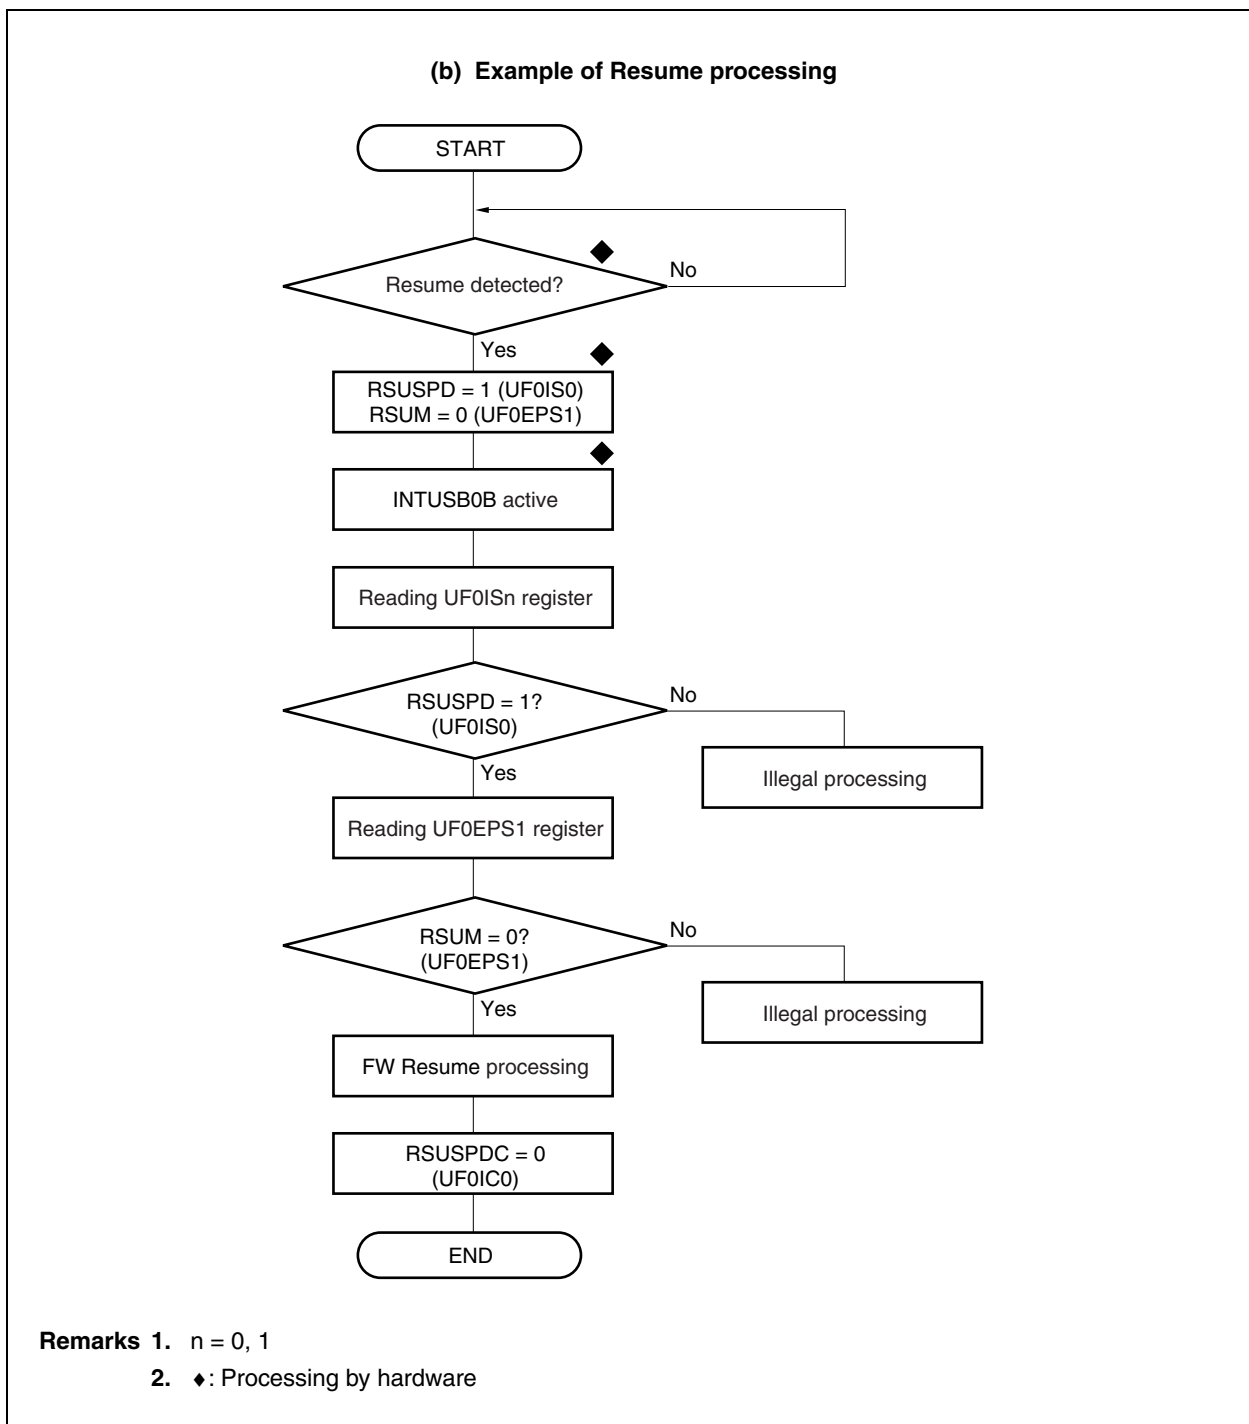 (b) Example of Resume processing
START
Resume detected?
No
Yes
RSUSPD = 1 (UF0IS0)
RSUM = 0 (UF0EPS1)
INTUSB0B active
Reading UF0ISn register
RSUSPD = 1?
(UF0IS0)
No
Yes
Illegal processing
Reading UF0EPS1 register
RSUM = 0?
(UF0EPS1)
No
Yes
Illegal processing
FW Resume processing
RSUSPDC = 0
(UF0IC0)
END
Remarks 1. n = 0, 1
2. ♦: Processing by hardware